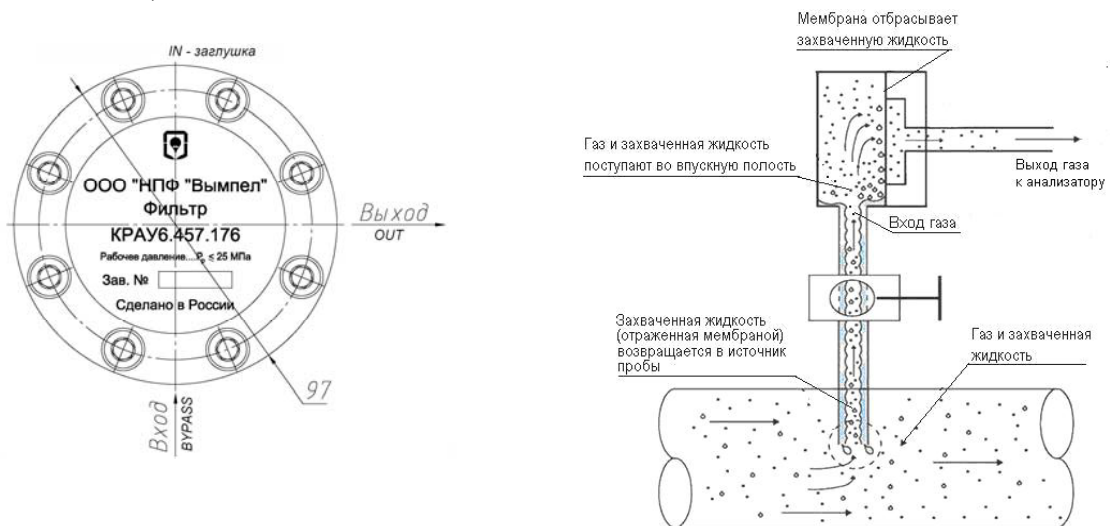 IN - заглушка
ООО "НПФ "Вымпел"
Фильтр
КРАУ6.457.176
Рабочее давление....Рр ≤ 25 МПа
Зав. №
Сделано в России
Выход
OUT
97
Вход
BYPASS
Мембрана отбрасывает
захваченную жидкость
Газ и захваченная жидкость
поступают во впускную полость
Выход газа
к анализатору
Вход газа
Захваченная жидкость
(отраженная мембраной)
возвращается в источник
пробы
Газ и захваченная
жидкость